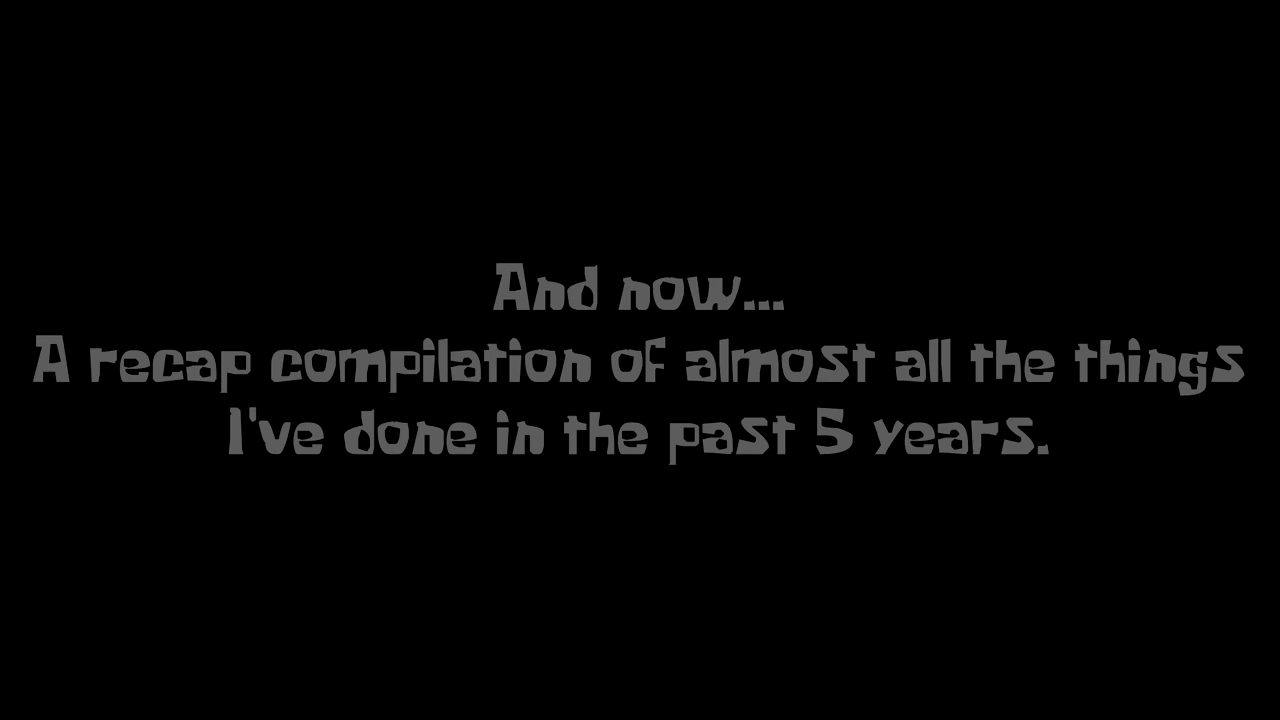 And now...
A recap compilation of almost all the things
I've done in the past 5 years.